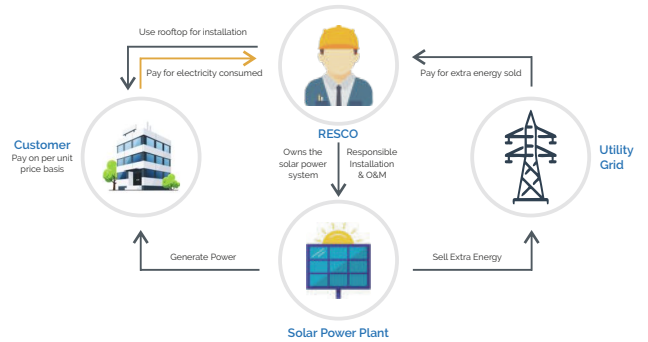 Use rooftop for installation
Pay for electricity consumed
Pay for extra energy sold
RESCO
Customer
Pay on per unit
price basis
Owns the
solar power
system
Responsible
Installation
& O&M
Utility
Grid
Generate Power
Sell Extra Energy
Solar Power Plant